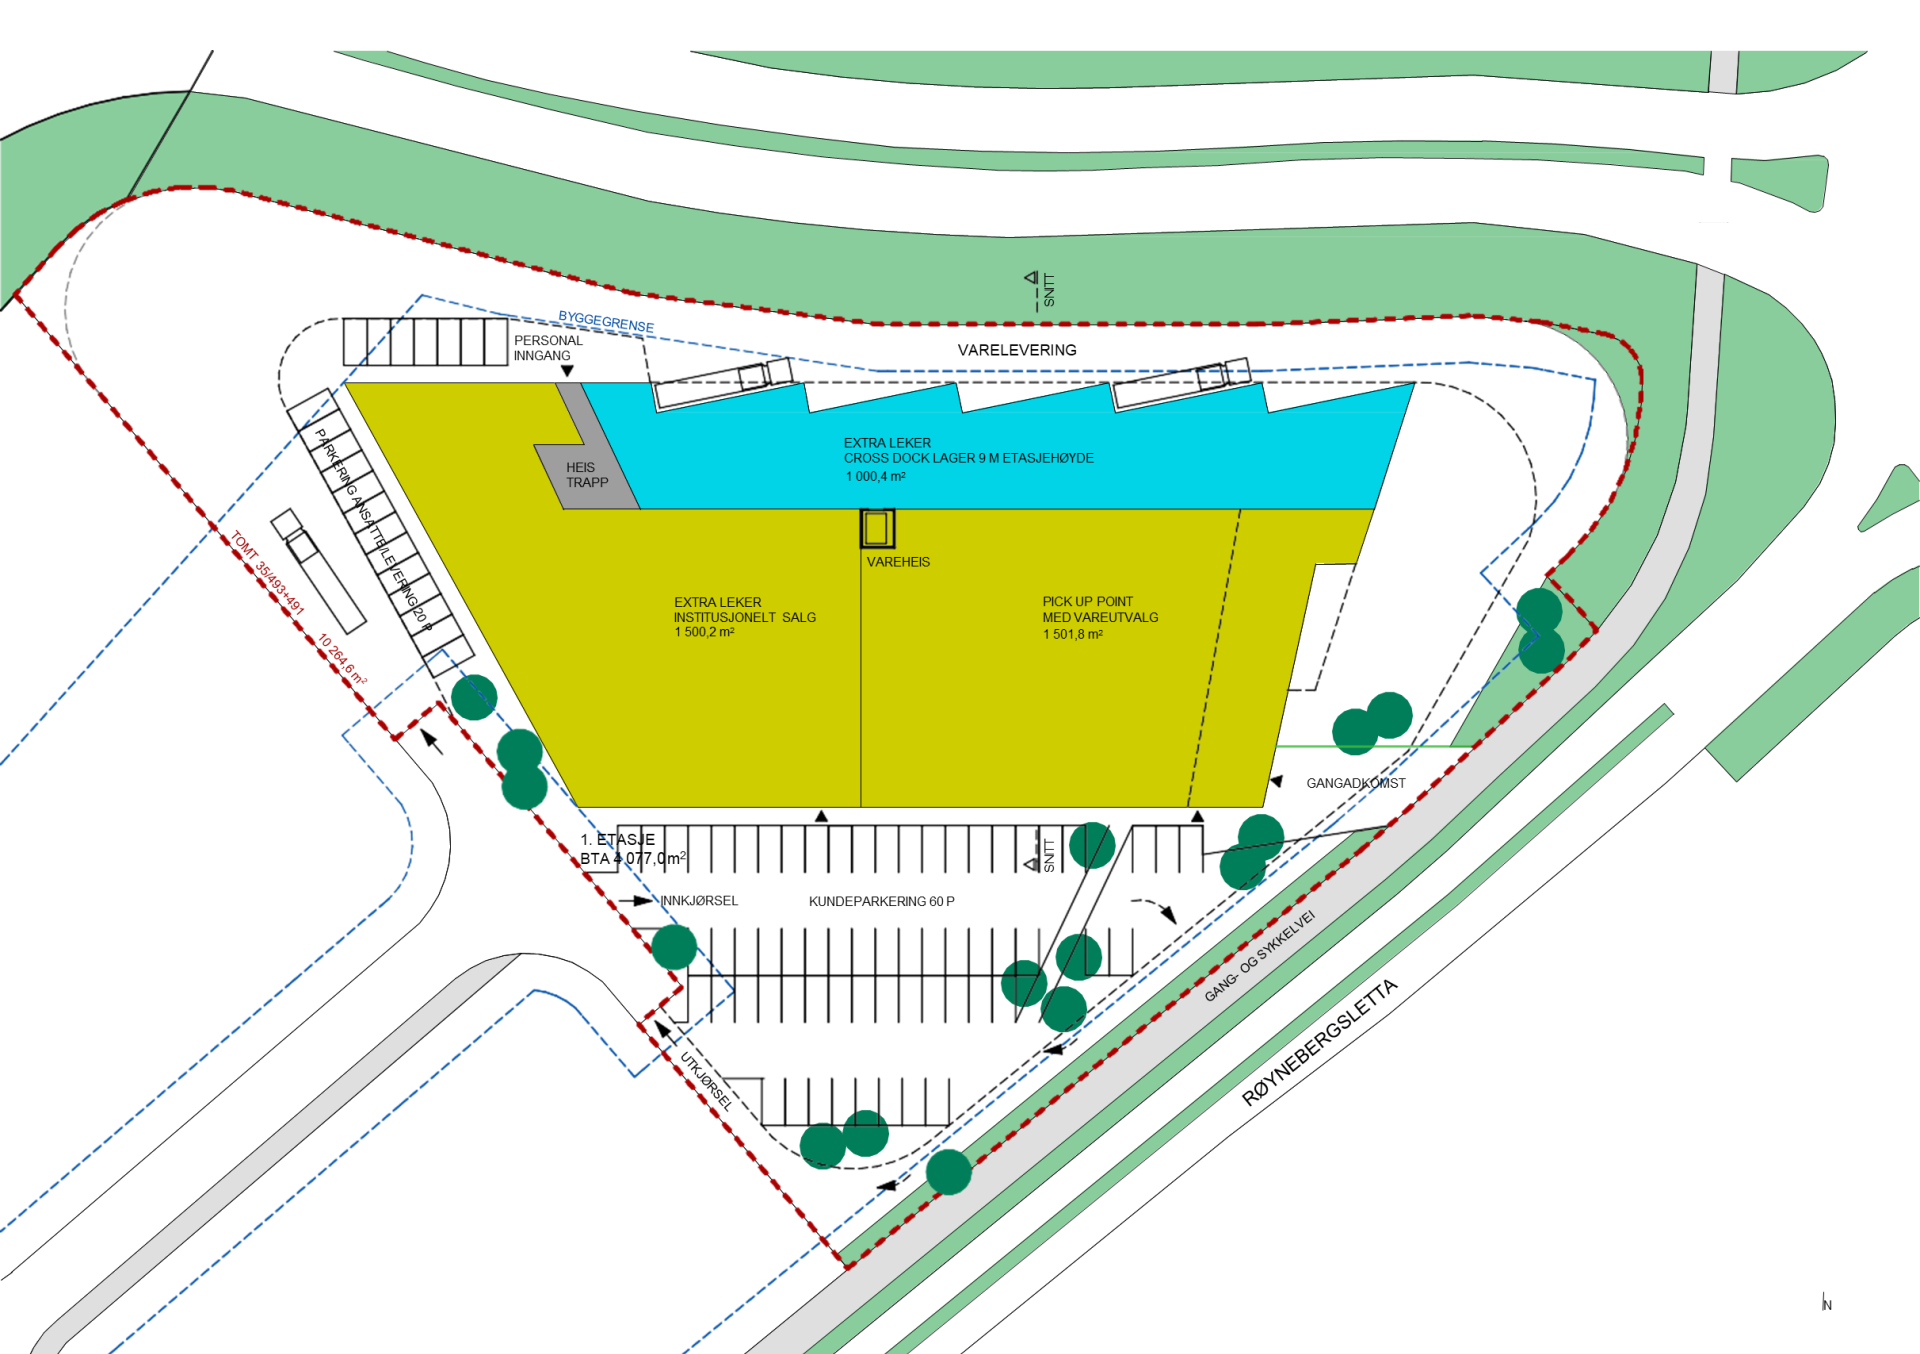 BYGGEGRENSE
SNITT
PERSONAL
INNGANG
VARELEVERING
EXTRA LEKER
CROSS DOCK LAGER 9 M ETASJEHØYDE
1 000,4 m²
HEIS
TRAPP
PARKERING ANSATTE/LEVERING 20 P
TOMT 35/493+491
10 264,6 m²
VAREHEIS
EXTRA LEKER
INSTITUSJONELT SALG
1 500,2 m²
PICK UP POINT
MED VAREUTVALG
1 501,8 m²
GANGADKOMST
1. ETASJE
BTA 4 077,0 m²
SNITT
INNKJØRSEL
KUNDEPARKERING 60 P
GANG- OG SYKKELVEI
RØYNEBERGSLETTA
UTKJØRSEL
N